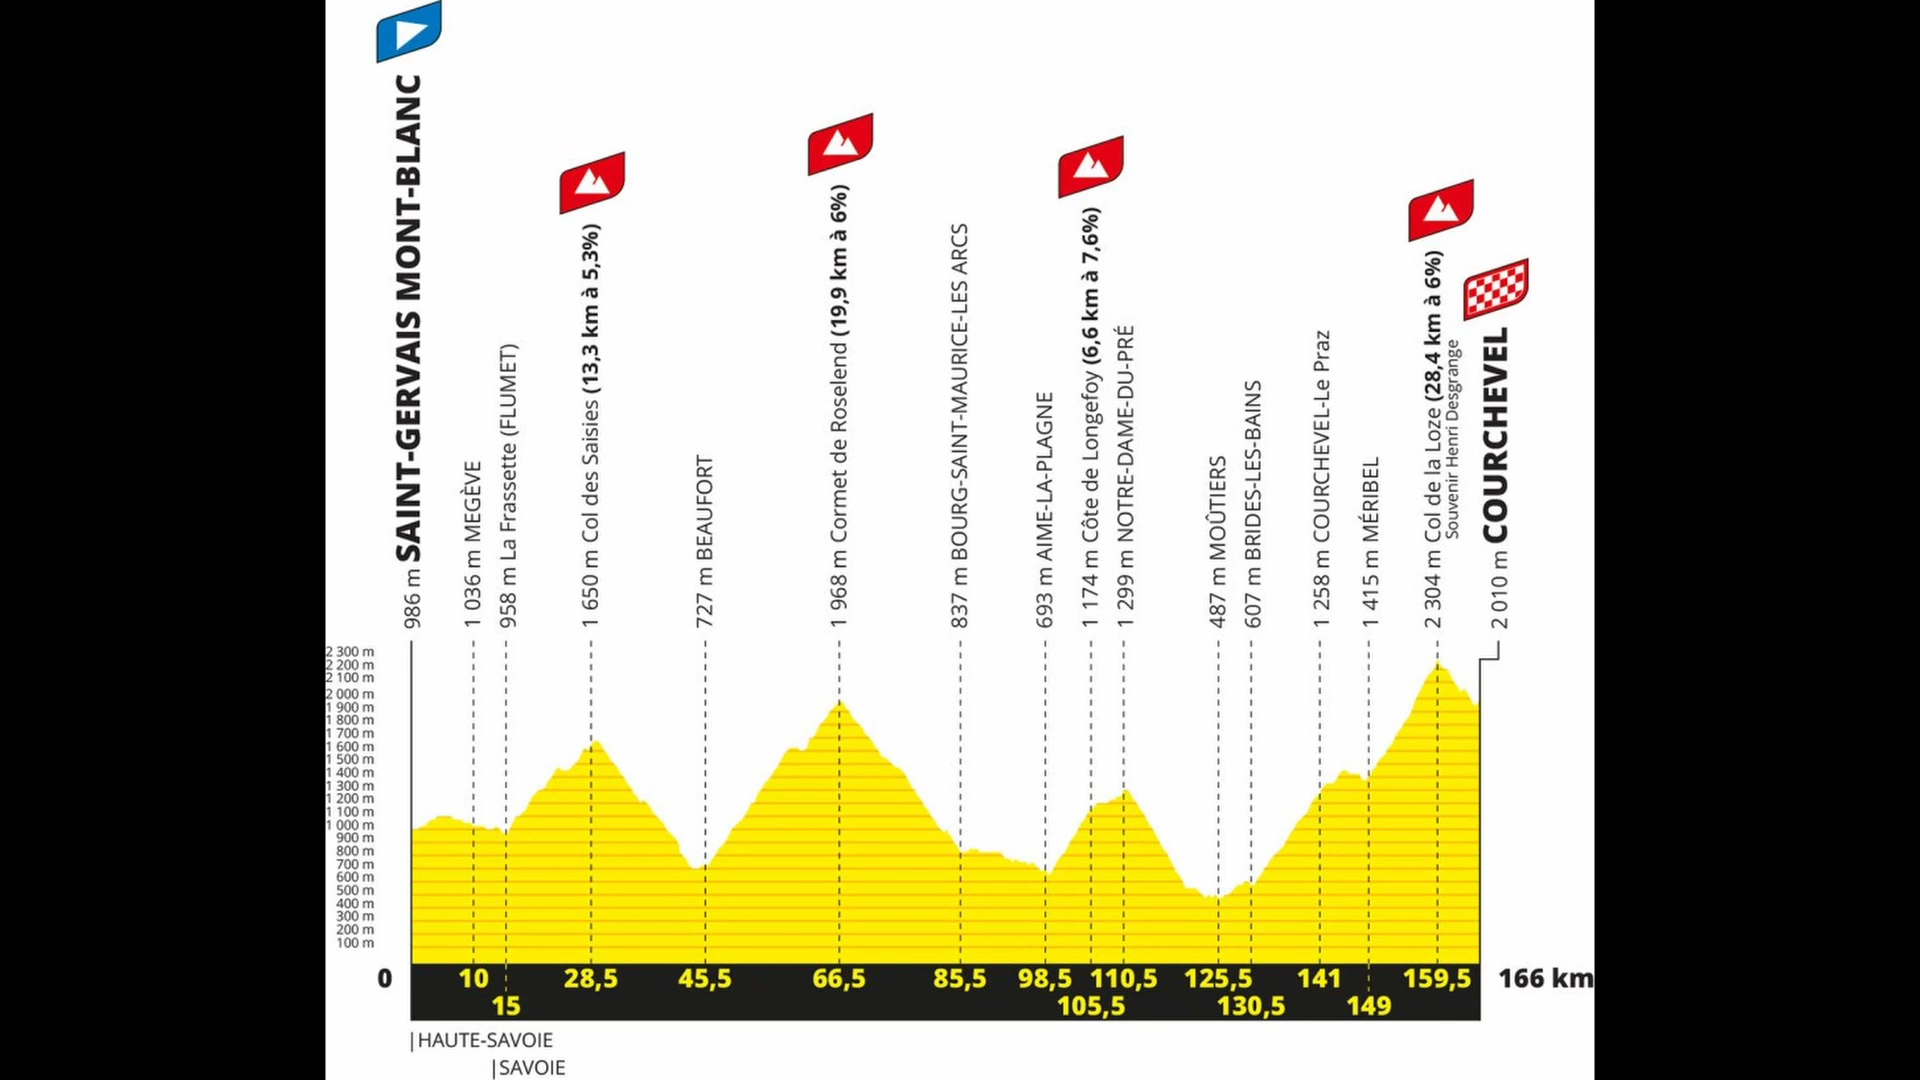 986 m SAINT-GERVAIS MONT-BLANC
1 036 m MEGÈVE
958 m La Frassette (FLUMET)
1 650 m Col des Saisies (13,3 km à 5,3%)
727 m BEAUFORT
1 968 m Cormet de Roselend (19,9 km à 6%)
837 m BOURG-SAINT-MAURICE-LES ARCS
693 m AIME-LA-PLAGNE
1 174 m Côte de Longefoy (6,6 km à 7,6%)
1 299 m NOTRE-DAME-DU-PRÉ
487 m MOÛTIERS
607 m BRIDES-LES-BAINS
1 258 m COURCHEVEL-Le Praz
1 415 m MÉRIBEL
2 304 m Col de la Loze (28,4 km à 6%)
Souvenir Henri Desgrange
2 010 m COURCHEVEL
2 300 m
2 200 m
2 100 m
2 000 m
1 900 m
1 800 m
1 700 m
1 600 m
1 500 m
1 400 m
1 300 m
1 200 m
1 100 m
1 000 m
900 m
800 m
700 m
600 m
500 m
400 m
300 m
200 m
100 m
0 10 28,5 45,5 66,5 85,5 98,5 110,5 125,5 141 159,5 166 km
15 105,5 130,5 149
|HAUTE-SAVOIE
|SAVOIE